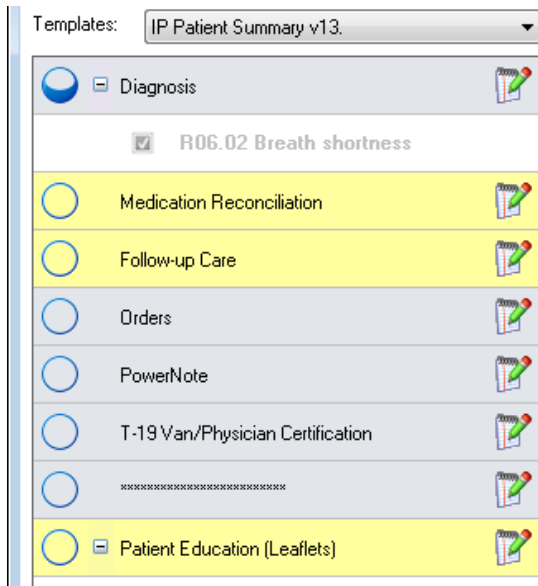 Templates: IP Patient Summary v13.
Diagnosis
R06.02 Breath shortness
Medication Reconciliation
Follow-up Care
Orders
PowerNote
T-19 Van/Physician Certification
************************
Patient Education (Leaflets)